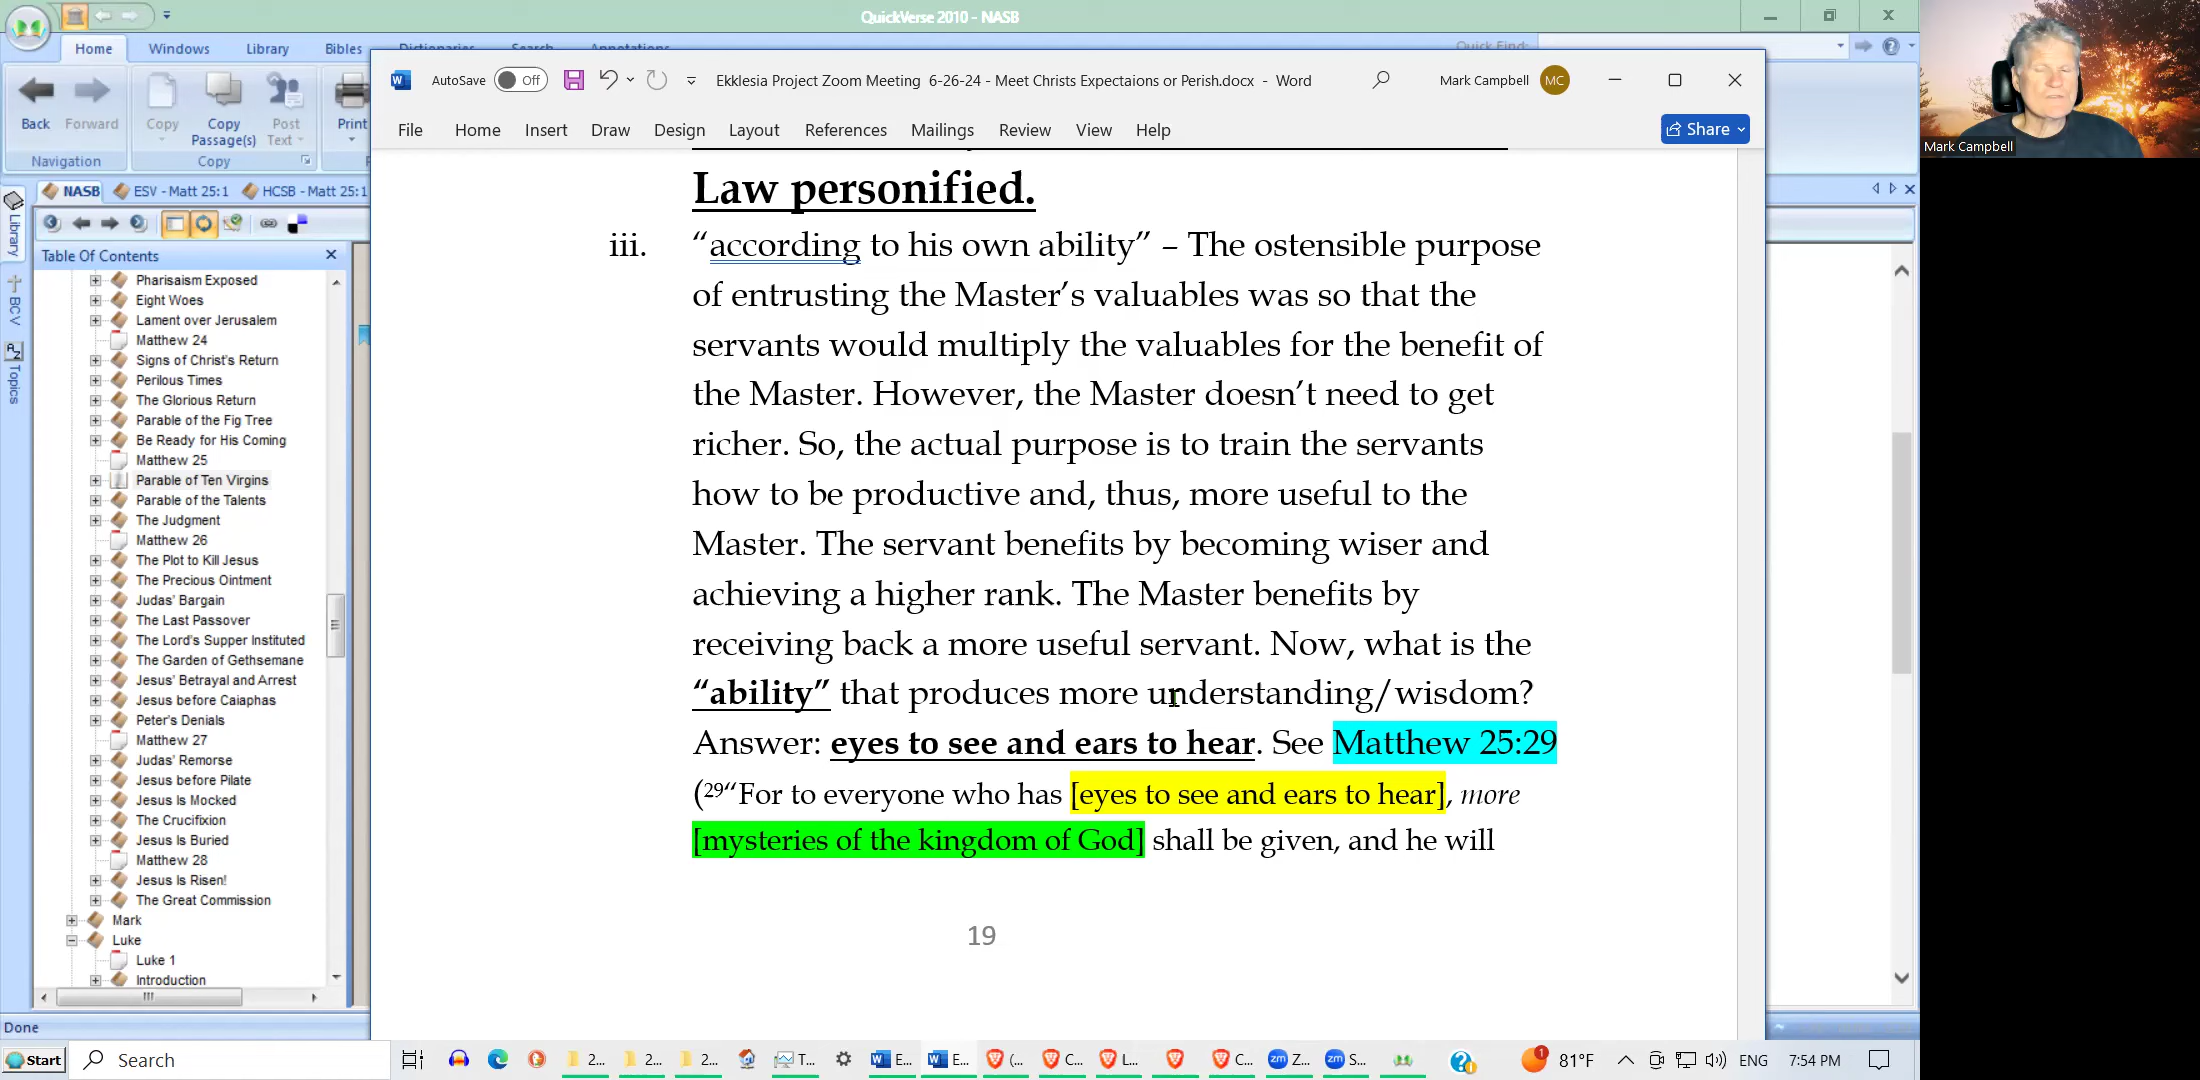 QuickVerse 2010 - NASB
Home Windows Library Bibles Dictionaries Search Annotations
Quick Find:
Back Forward Copy Copy Passage(s) Post Text Print
Navigation Copy
NASB ESV - Matt 25:1 HCSB - Matt 25:1
Table Of Contents
Library
BCV
Topics
Pharisaism Exposed
Eight Woes
Lament over Jerusalem
Matthew 24
Signs of Christ's Return
Perilous Times
The Glorious Return
Parable of the Fig Tree
Be Ready for His Coming
Matthew 25
Parable of Ten Virgins
Parable of the Talents
The Judgment
Matthew 26
The Plot to Kill Jesus
The Precious Ointment
Judas' Bargain
The Last Passover
The Lord's Supper Instituted
The Garden of Gethsemane
Jesus' Betrayal and Arrest
Jesus before Caiaphas
Peter's Denials
Matthew 27
Judas' Remorse
Jesus before Pilate
Jesus Is Mocked
The Crucifixion
Jesus Is Buried
Matthew 28
Jesus Is Risen!
The Great Commission
Mark
Luke
Luke 1
Introduction
Done
AutoSave Off Ekklesia Project Zoom Meeting 6-26-24 - Meet Christs Expectaions or Perish.docx - Word Mark Campbell MC
File Home Insert Draw Design Layout References Mailings Review View Help Share
Law personified.
iii. “according to his own ability” – The ostensible purpose
of entrusting the Master’s valuables was so that the
servants would multiply the valuables for the benefit of
the Master. However, the Master doesn’t need to get
richer. So, the actual purpose is to train the servants
how to be productive and, thus, more useful to the
Master. The servant benefits by becoming wiser and
achieving a higher rank. The Master benefits by
receiving back a more useful servant. Now, what is the
“ability” that produces more understanding/wisdom?
Answer: eyes to see and ears to hear. See Matthew 25:29
(29“For to everyone who has [eyes to see and ears to hear], more
[mysteries of the kingdom of God] shall be given, and he will
19
Mark Campbell
Start Search 2... 2... 2... T... E... E... (... C... L... C... Z... S... 1 81°F ENG 7:54 PM